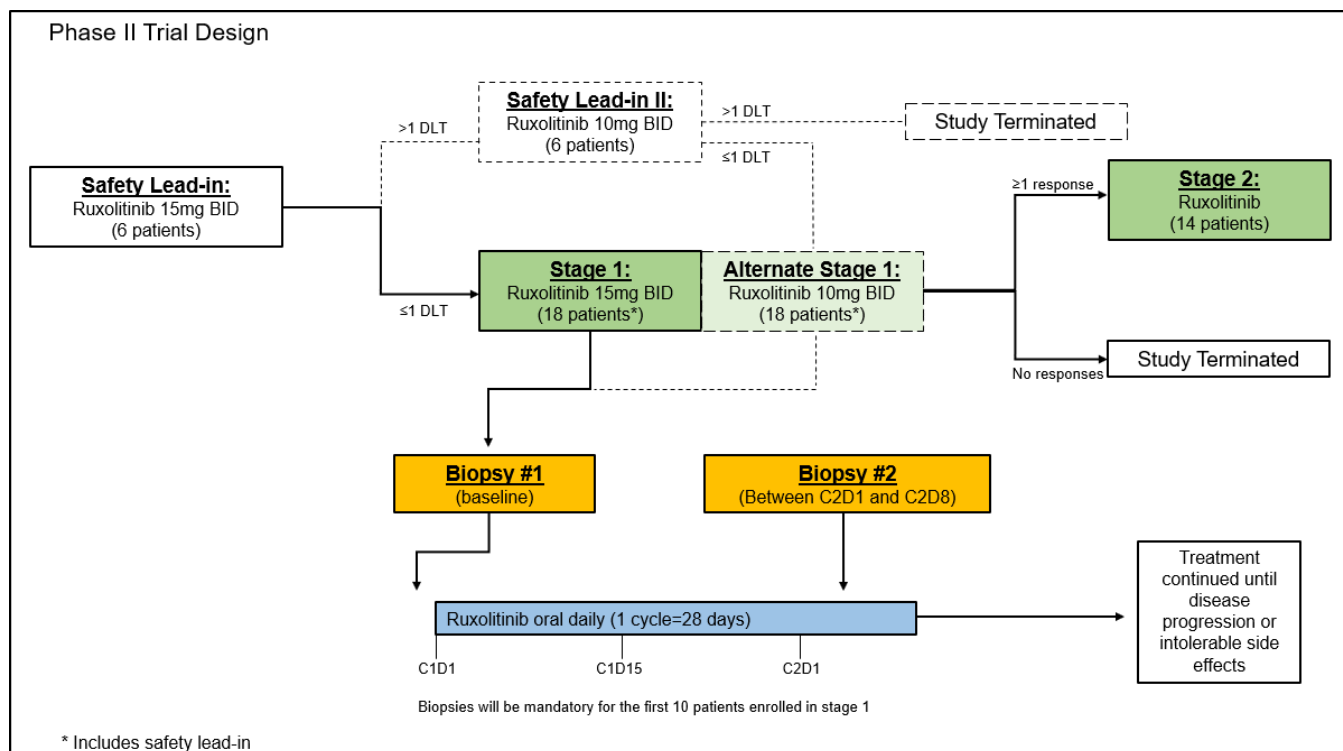 Phase II Trial Design
Safety Lead-in II:
Ruxolitinib 10mg BID
(6 patients)
>1 DLT
>1 DLT
Study Terminated
≤1 DLT
Safety Lead-in:
Ruxolitinib 15mg BID
(6 patients)
≥1 response
Stage 2:
Ruxolitinib
(14 patients)
≤1 DLT
Stage 1:
Ruxolitinib 15mg BID
(18 patients*)
Alternate Stage 1:
Ruxolitinib 10mg BID
(18 patients*)
No responses
Study Terminated
Biopsy #1
(baseline)
Biopsy #2
(Between C2D1 and C2D8)
Ruxolitinib oral daily (1 cycle=28 days)
C1D1
C1D15
C2D1
Treatment
continued until
disease
progression or
intolerable side
effects
Biopsies will be mandatory for the first 10 patients enrolled in stage 1
* Includes safety lead-in